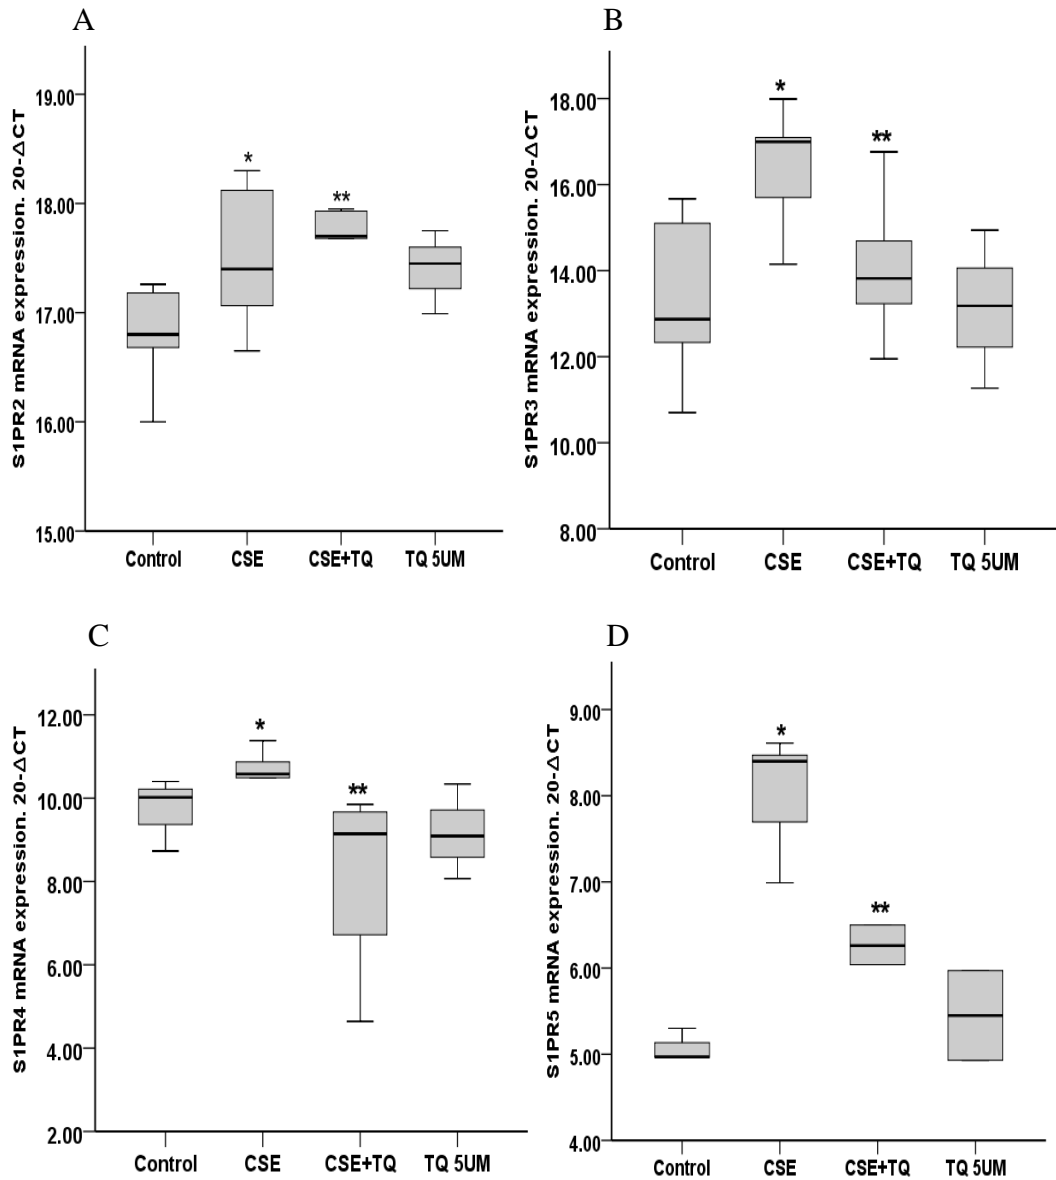 A
S1PR2 mRNA expression. 20-ΔCT
19.00
18.00
17.00
16.00
15.00
*
**
Control CSE CSE+TQ TQ 5UM
B
S1PR3 mRNA expression. 20-ΔCT
18.00
16.00
14.00
12.00
10.00
8.00
*
**
Control CSE CSE+TQ TQ 5UM
C
S1PR4 mRNA expression. 20-ΔCT
12.00
10.00
8.00
6.00
4.00
2.00
*
**
Control CSE CSE+TQ TQ 5UM
D
S1PR5 mRNA expression. 20-ΔCT
9.00
8.00
7.00
6.00
5.00
4.00
*
**
Control CSE CSE+TQ TQ 5UM